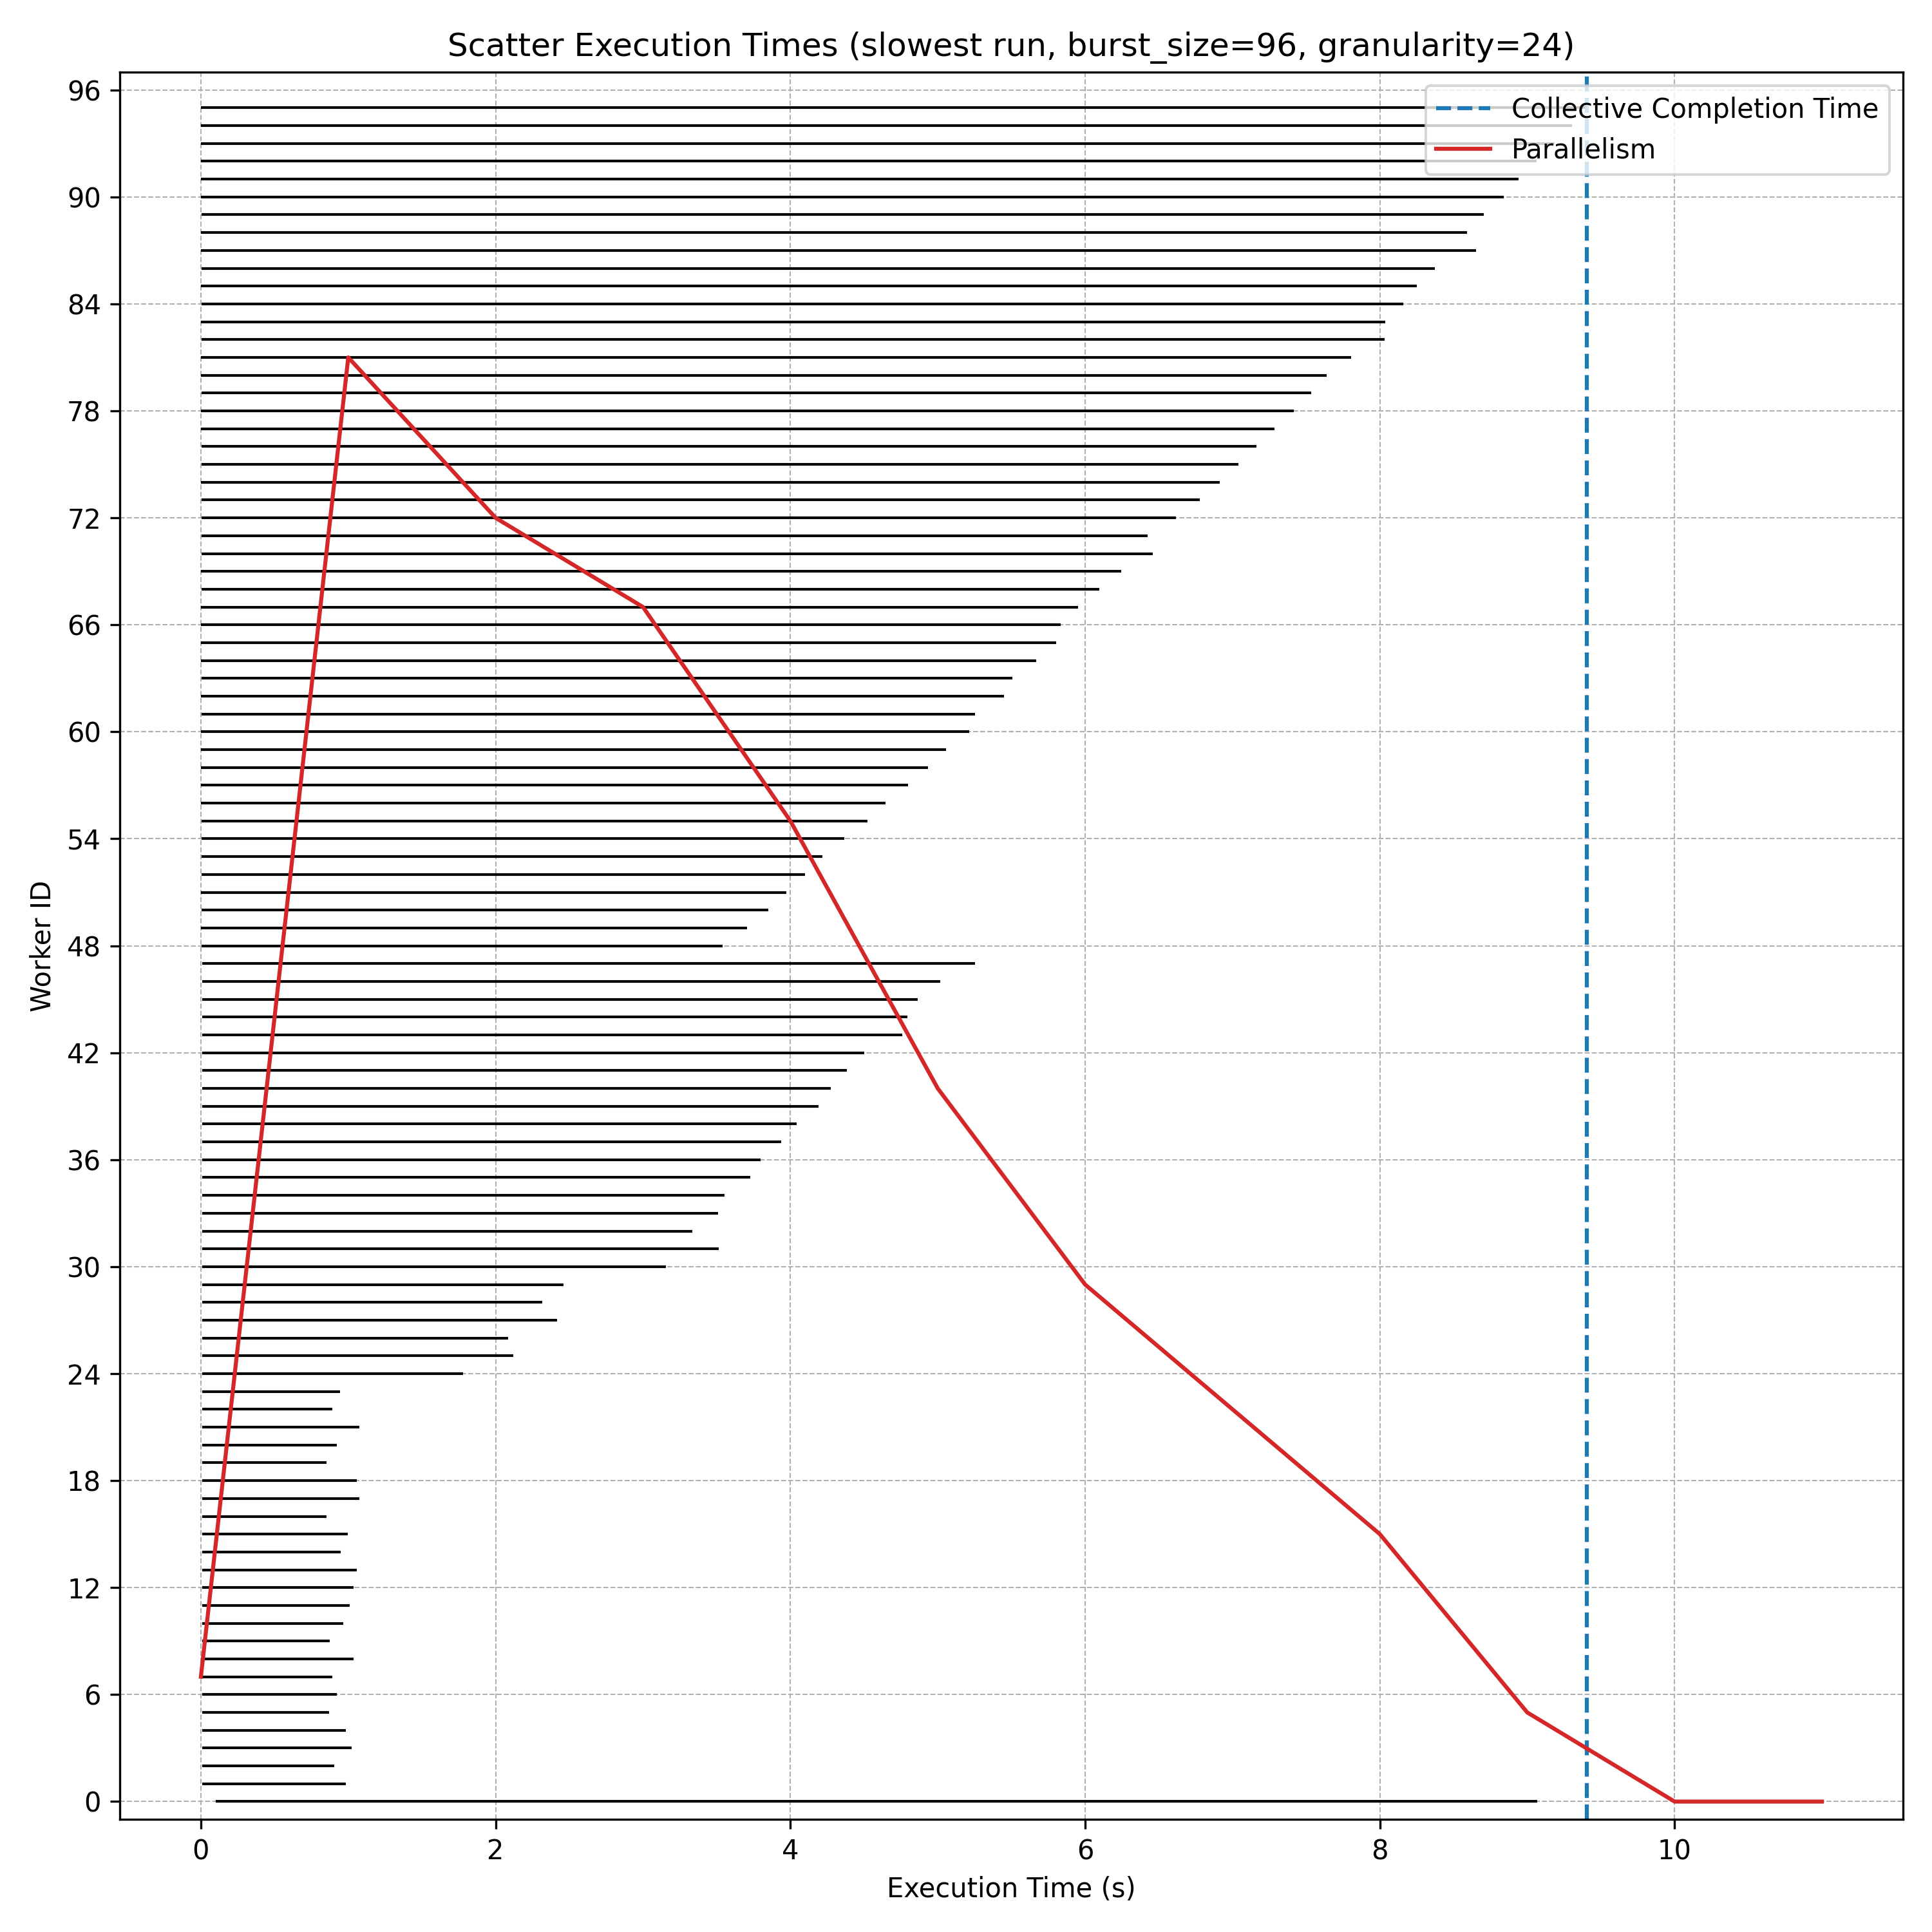 Scatter Execution Times (slowest run, burst_size=96, granularity=24)
Collective Completion Time
Parallelism
96
90
84
78
72
66
60
54
48
42
36
30
24
18
12
6
0
Worker ID
0 2 4 6 8 10
Execution Time (s)